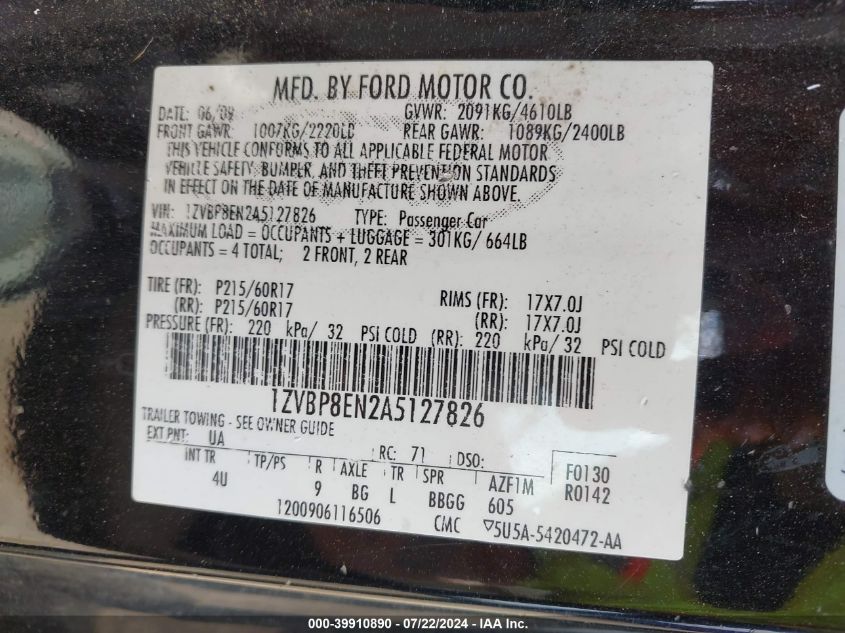 MFD. BY FORD MOTOR CO.
DATE: 06/09 GVWR: 2091KG/4610LB
FRONT GAWR: 1007KG/2220LB REAR GAWR: 1089KG/2400LB
THIS VEHICLE CONFORMS TO ALL APPLICABLE FEDERAL MOTOR
VEHICLE SAFETY, BUMPER, AND THEFT PREVENTION STANDARDS
IN EFFECT ON THE DATE OF MANUFACTURE SHOWN ABOVE.
VIN: 1ZVBP8EN2A5127826 TYPE: Passenger Car
MAXIMUM LOAD = OCCUPANTS + LUGGAGE = 301KG/ 664LB
OCCUPANTS = 4 TOTAL; 2 FRONT, 2 REAR
TIRE (FR): P215/60R17 RIMS (FR): 17X7.0J
(RR): P215/60R17 (RR): 17X7.0J
PRESSURE (FR): 220 kPa/ 32 PSI COLD (RR): 220 kPa/ 32 PSI COLD
1ZVBP8EN2A5127826
TRAILER TOWING - SEE OWNER GUIDE
EXT PNT: UA RC: 71 DSO: F0130
INT TR TP/PS R AXLE TR SPR AZF1M R0142
4U 9 BG L BBGG 605
1200906116506 CMC ▽5U5A-5420472-AA
000-39910890 - 07/22/2024 - IAA Inc.